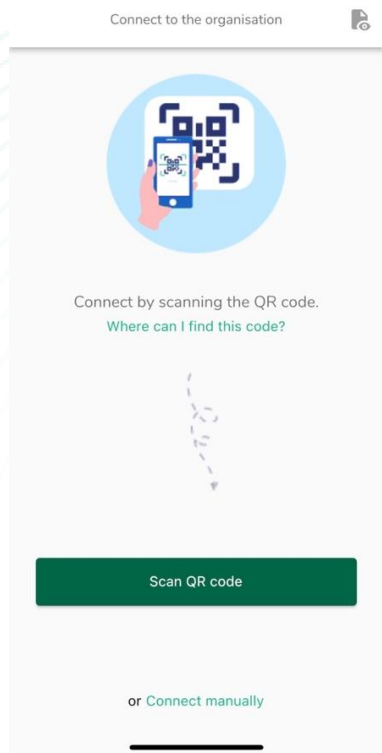 Connect to the organisation
Connect by scanning the QR code.
Where can I find this code?
Scan QR code
or Connect manually